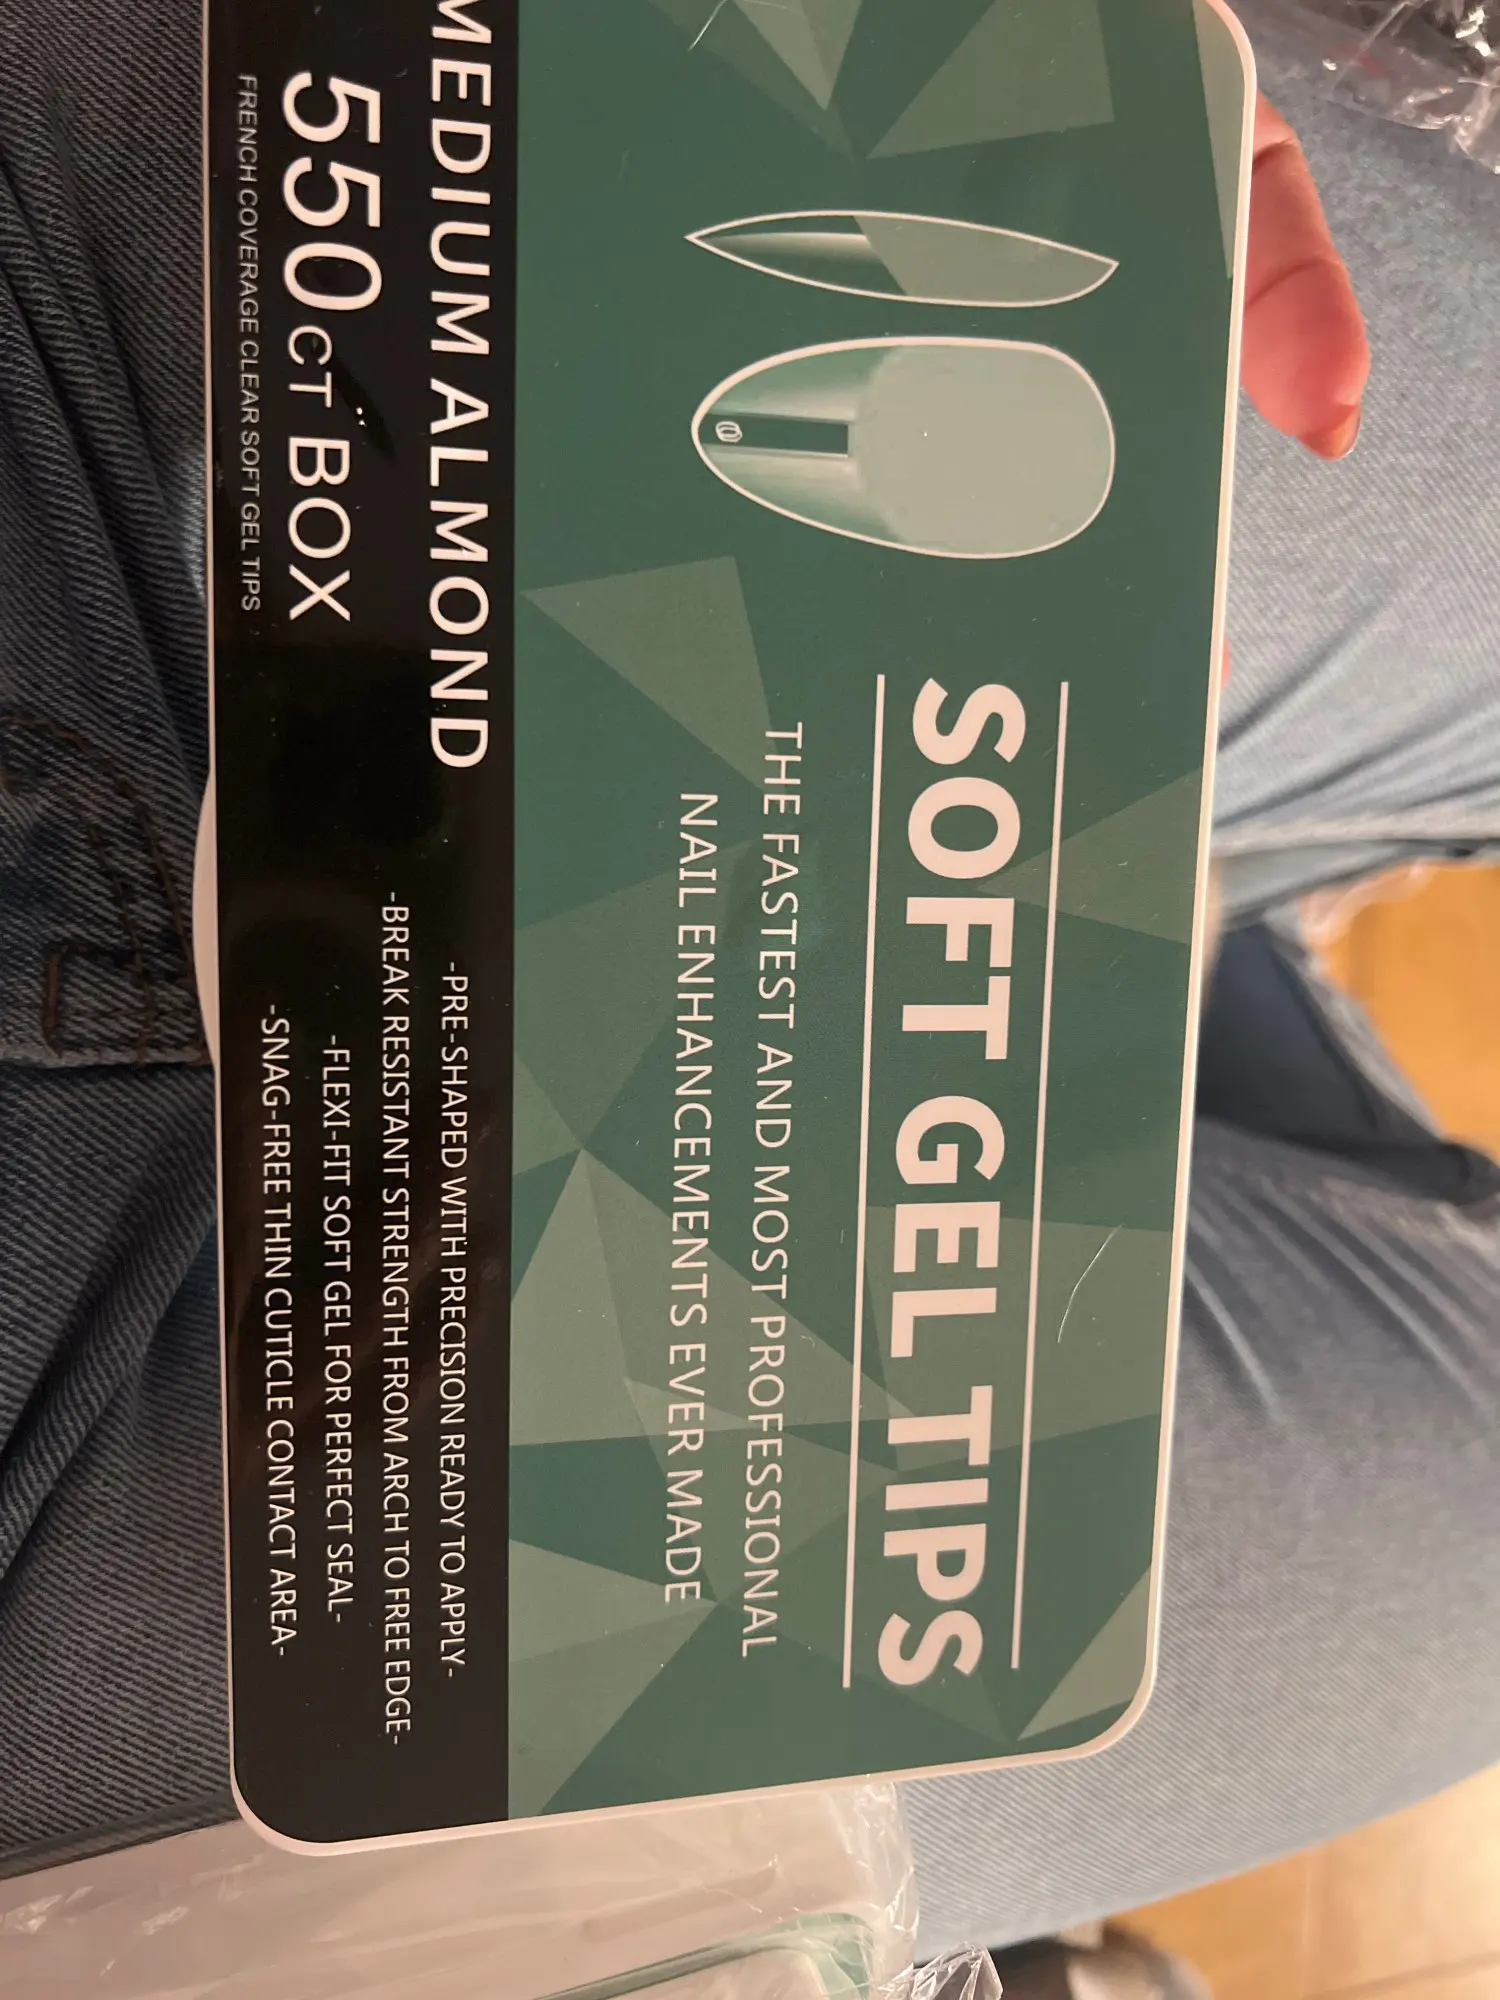 SOFT GEL TIPS
THE FASTEST AND MOST PROFESSIONAL
NAIL ENHANCEMENTS EVER MADE
MEDIUM ALMOND
550 CT BOX
FRENCH COVERAGE CLEAR SOFT GEL TIPS
-PRE-SHAPED WITH PRECISION READY TO APPLY-
-BREAK RESISTANT STRENGTH FROM ARCH TO FREE EDGE-
-FLEXI-FIT SOFT GEL FOR PERFECT SEAL-
-SNAG-FREE THIN CUTICLE CONTACT AREA-